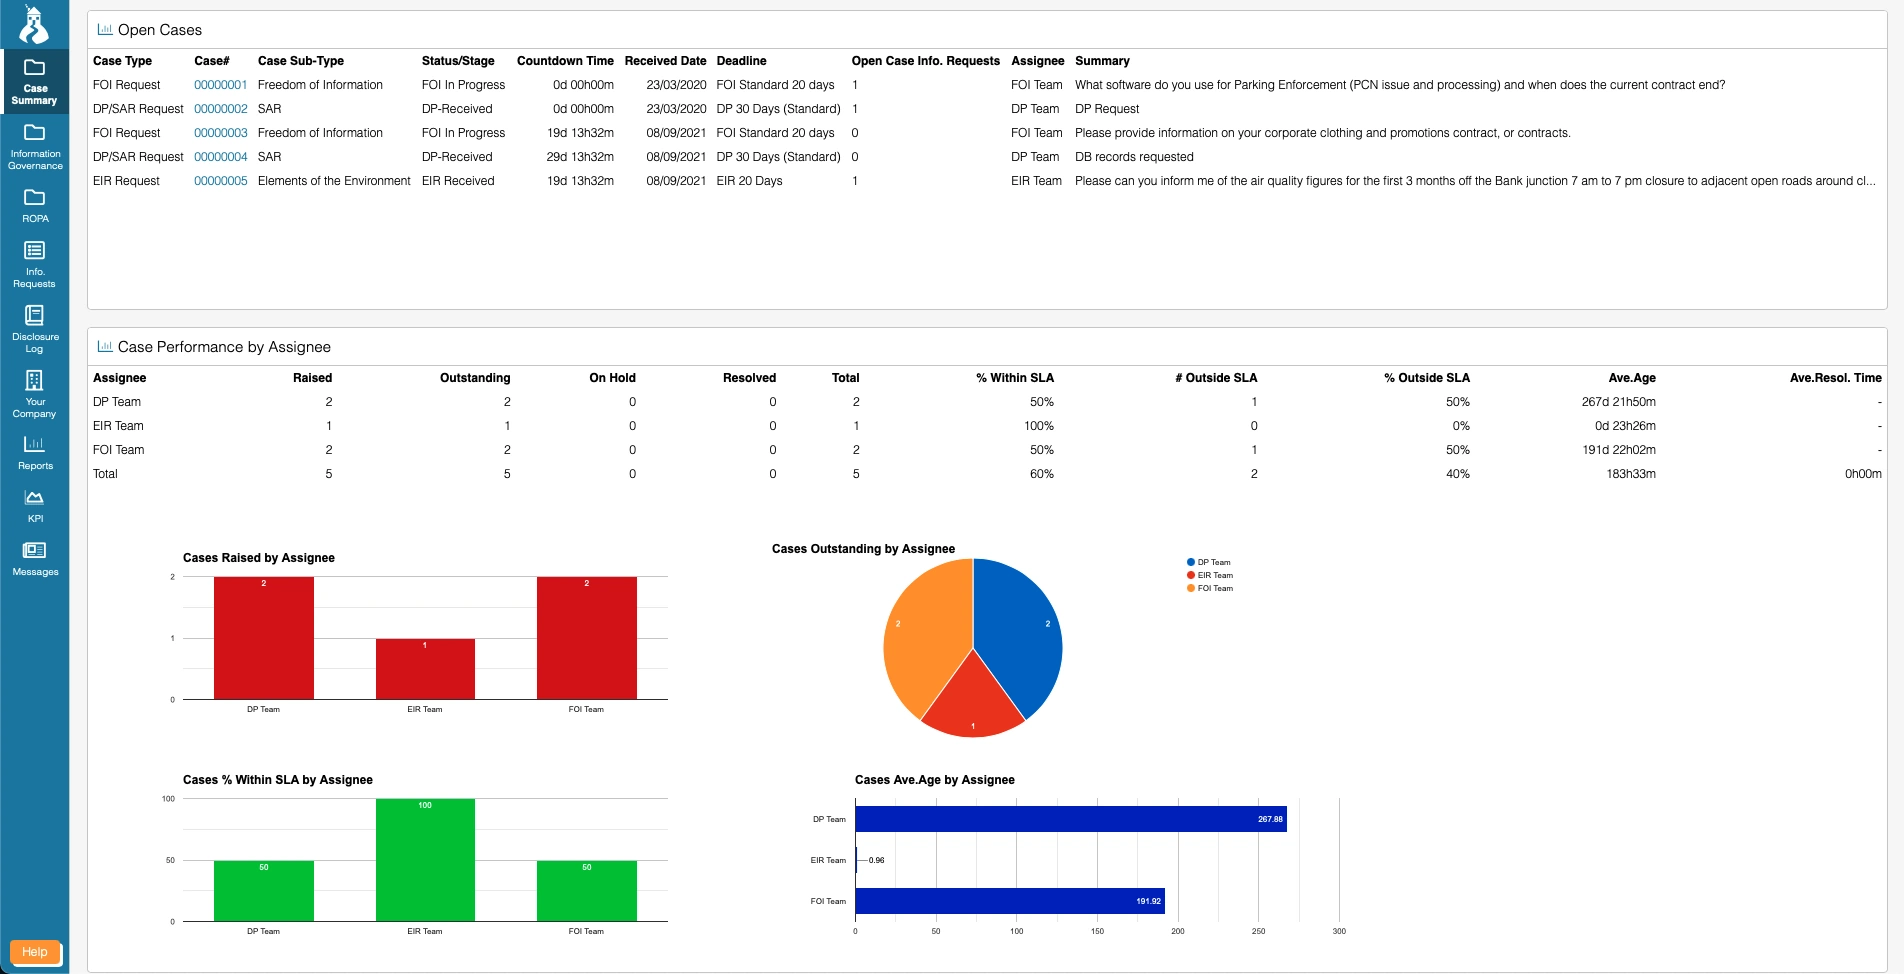 Open Cases
Case Type Case# Case Sub-Type Status/Stage Countdown Time Received Date Deadline Open Case Info. Requests Assignee Summary
FOI Request 00000001 Freedom of Information FOI In Progress 0d 00h00m 23/03/2020 FOI Standard 20 days 1 FOI Team What software do you use for Parking Enforcement (PCN issue and processing) and when does the current contract end?
DP/SAR Request 00000002 SAR DP-Received 0d 00h00m 23/03/2020 DP 30 Days (Standard) 1 DP Team DP Request
FOI Request 00000003 Freedom of Information FOI In Progress 19d 13h32m 08/09/2021 FOI Standard 20 days 0 FOI Team Please provide information on your corporate clothing and promotions contract, or contracts.
DP/SAR Request 00000004 SAR DP-Received 29d 13h32m 08/09/2021 DP 30 Days (Standard) 0 DP Team DB records requested
EIR Request 00000005 Elements of the Environment EIR Received 19d 13h32m 08/09/2021 EIR 20 Days 1 EIR Team Please can you inform me of the air quality figures for the first 3 months off the Bank junction 7 am to 7 pm closure to adjacent open roads around cl...
Case
Summary
Information
Governance
ROPA
Info.
Requests
Disclosure
Log
Your
Company
Reports
KPI
Messages
Help
Case Performance by Assignee
Assignee Raised Outstanding On Hold Resolved Total % Within SLA # Outside SLA % Outside SLA Ave.Age Ave.Resol. Time
DP Team 2 2 0 0 2 50% 1 50% 267d 21h50m -
EIR Team 1 1 0 0 1 100% 0 0% 0d 23h26m -
FOI Team 2 2 0 0 2 50% 1 50% 191d 22h02m -
Total 5 5 0 0 5 60% 2 40% 183h33m 0h00m
Cases Raised by Assignee
2
1
0
2
1
2
DP Team EIR Team FOI Team
Cases Outstanding by Assignee
2
2
1
DP Team
EIR Team
FOI Team
Cases % Within SLA by Assignee
100
50
0
50
100
50
DP Team EIR Team FOI Team
Cases Ave.Age by Assignee
DP Team 267.88
EIR Team 0.96
FOI Team 191.92
0 50 100 150 200 250 300